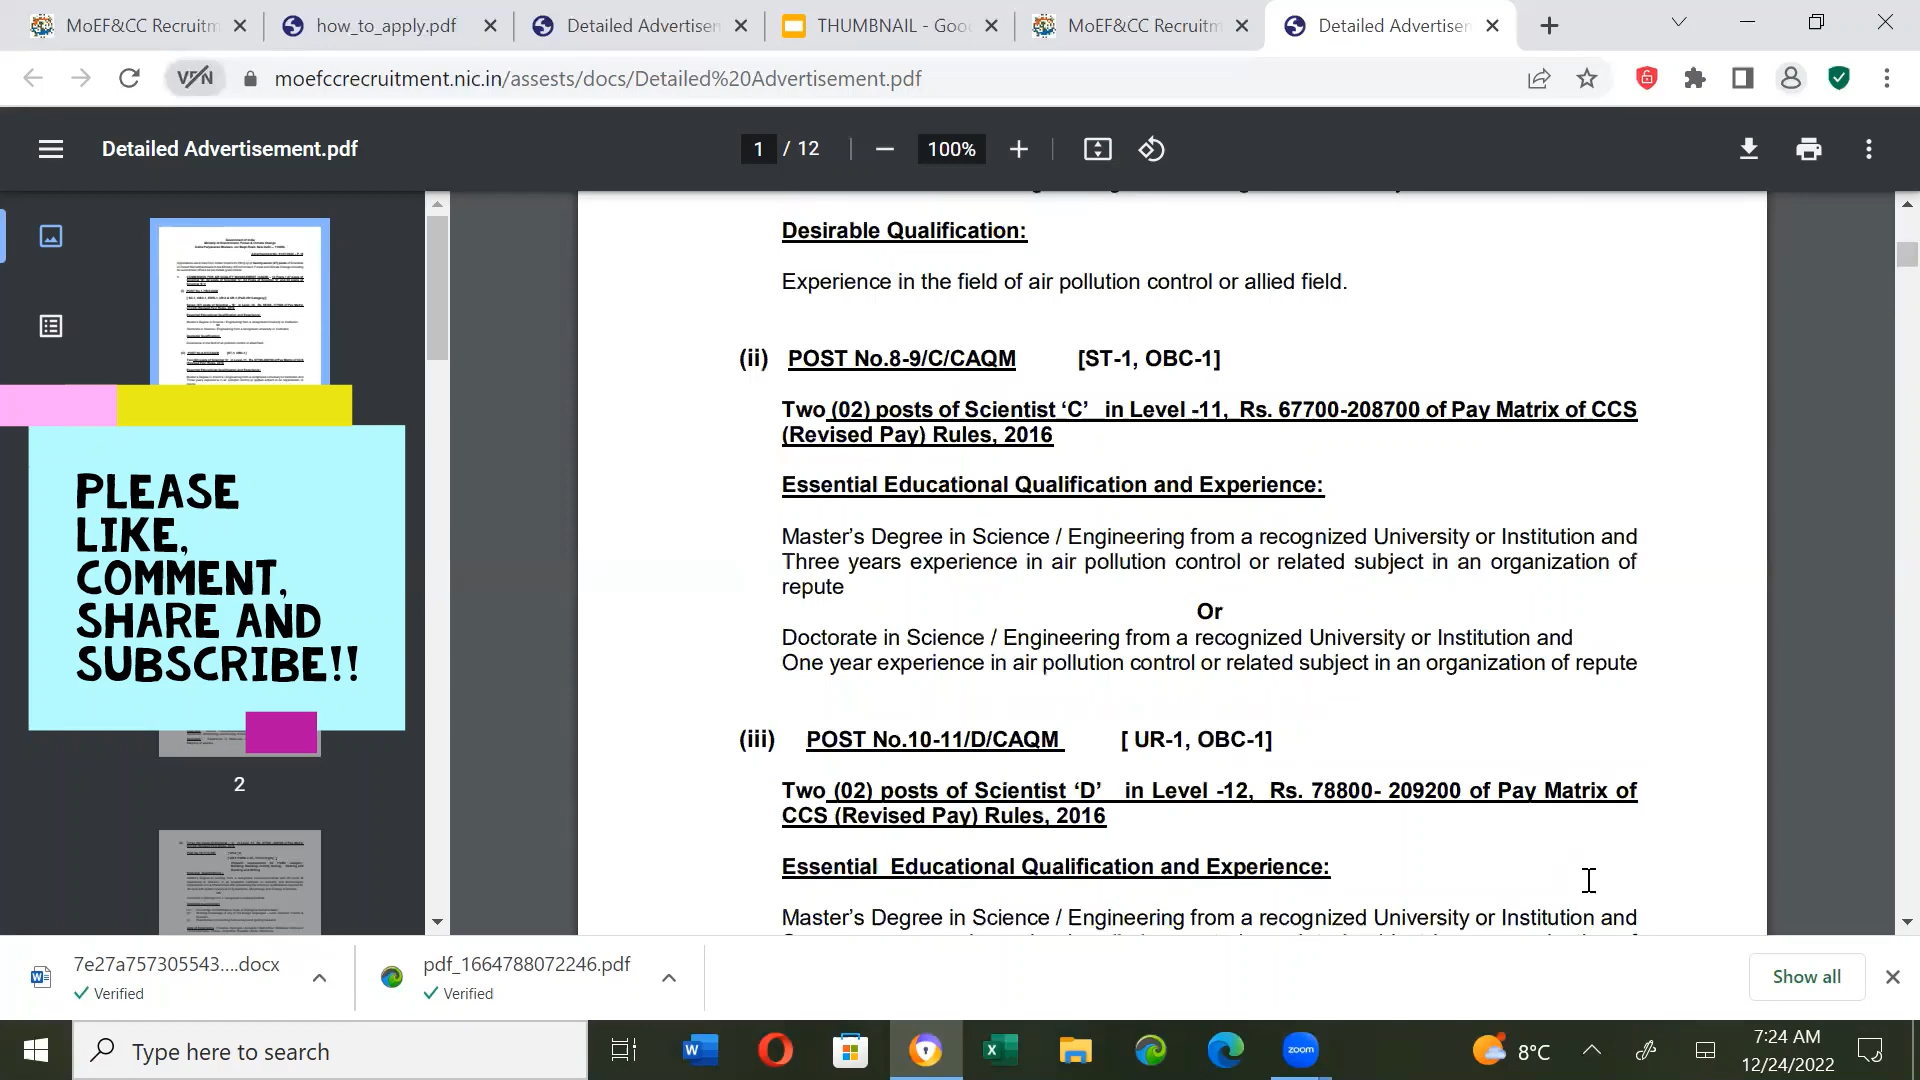 MoEF&CC Recruitm
how_to_apply.pdf
Detailed Advertisem
THUMBNAIL - Goo
MoEF&CC Recruitm
Detailed Advertisem
VPN
moefccrecruitment.nic.in/assests/docs/Detailed%20Advertisement.pdf
Detailed Advertisement.pdf
1 / 12
100%
Desirable Qualification:
Experience in the field of air pollution control or allied field.
(ii) POST No.8-9/C/CAQM [ST-1, OBC-1]
Two (02) posts of Scientist ‘C’ in Level -11, Rs. 67700-208700 of Pay Matrix of CCS
(Revised Pay) Rules, 2016
Essential Educational Qualification and Experience:
Master’s Degree in Science / Engineering from a recognized University or Institution and
Three years experience in air pollution control or related subject in an organization of
repute
Or
Doctorate in Science / Engineering from a recognized University or Institution and
One year experience in air pollution control or related subject in an organization of repute
(iii) POST No.10-11/D/CAQM [ UR-1, OBC-1]
Two (02) posts of Scientist ‘D’ in Level -12, Rs. 78800- 209200 of Pay Matrix of
CCS (Revised Pay) Rules, 2016
Essential Educational Qualification and Experience:
Master’s Degree in Science / Engineering from a recognized University or Institution and
PLEASE
LIKE,
COMMENT,
SHARE AND
SUBSCRIBE!!
2
7e27a757305543....docx
Verified
pdf_1664788072246.pdf
Verified
Show all
Type here to search
zoom
8°C
7:24 AM
12/24/2022